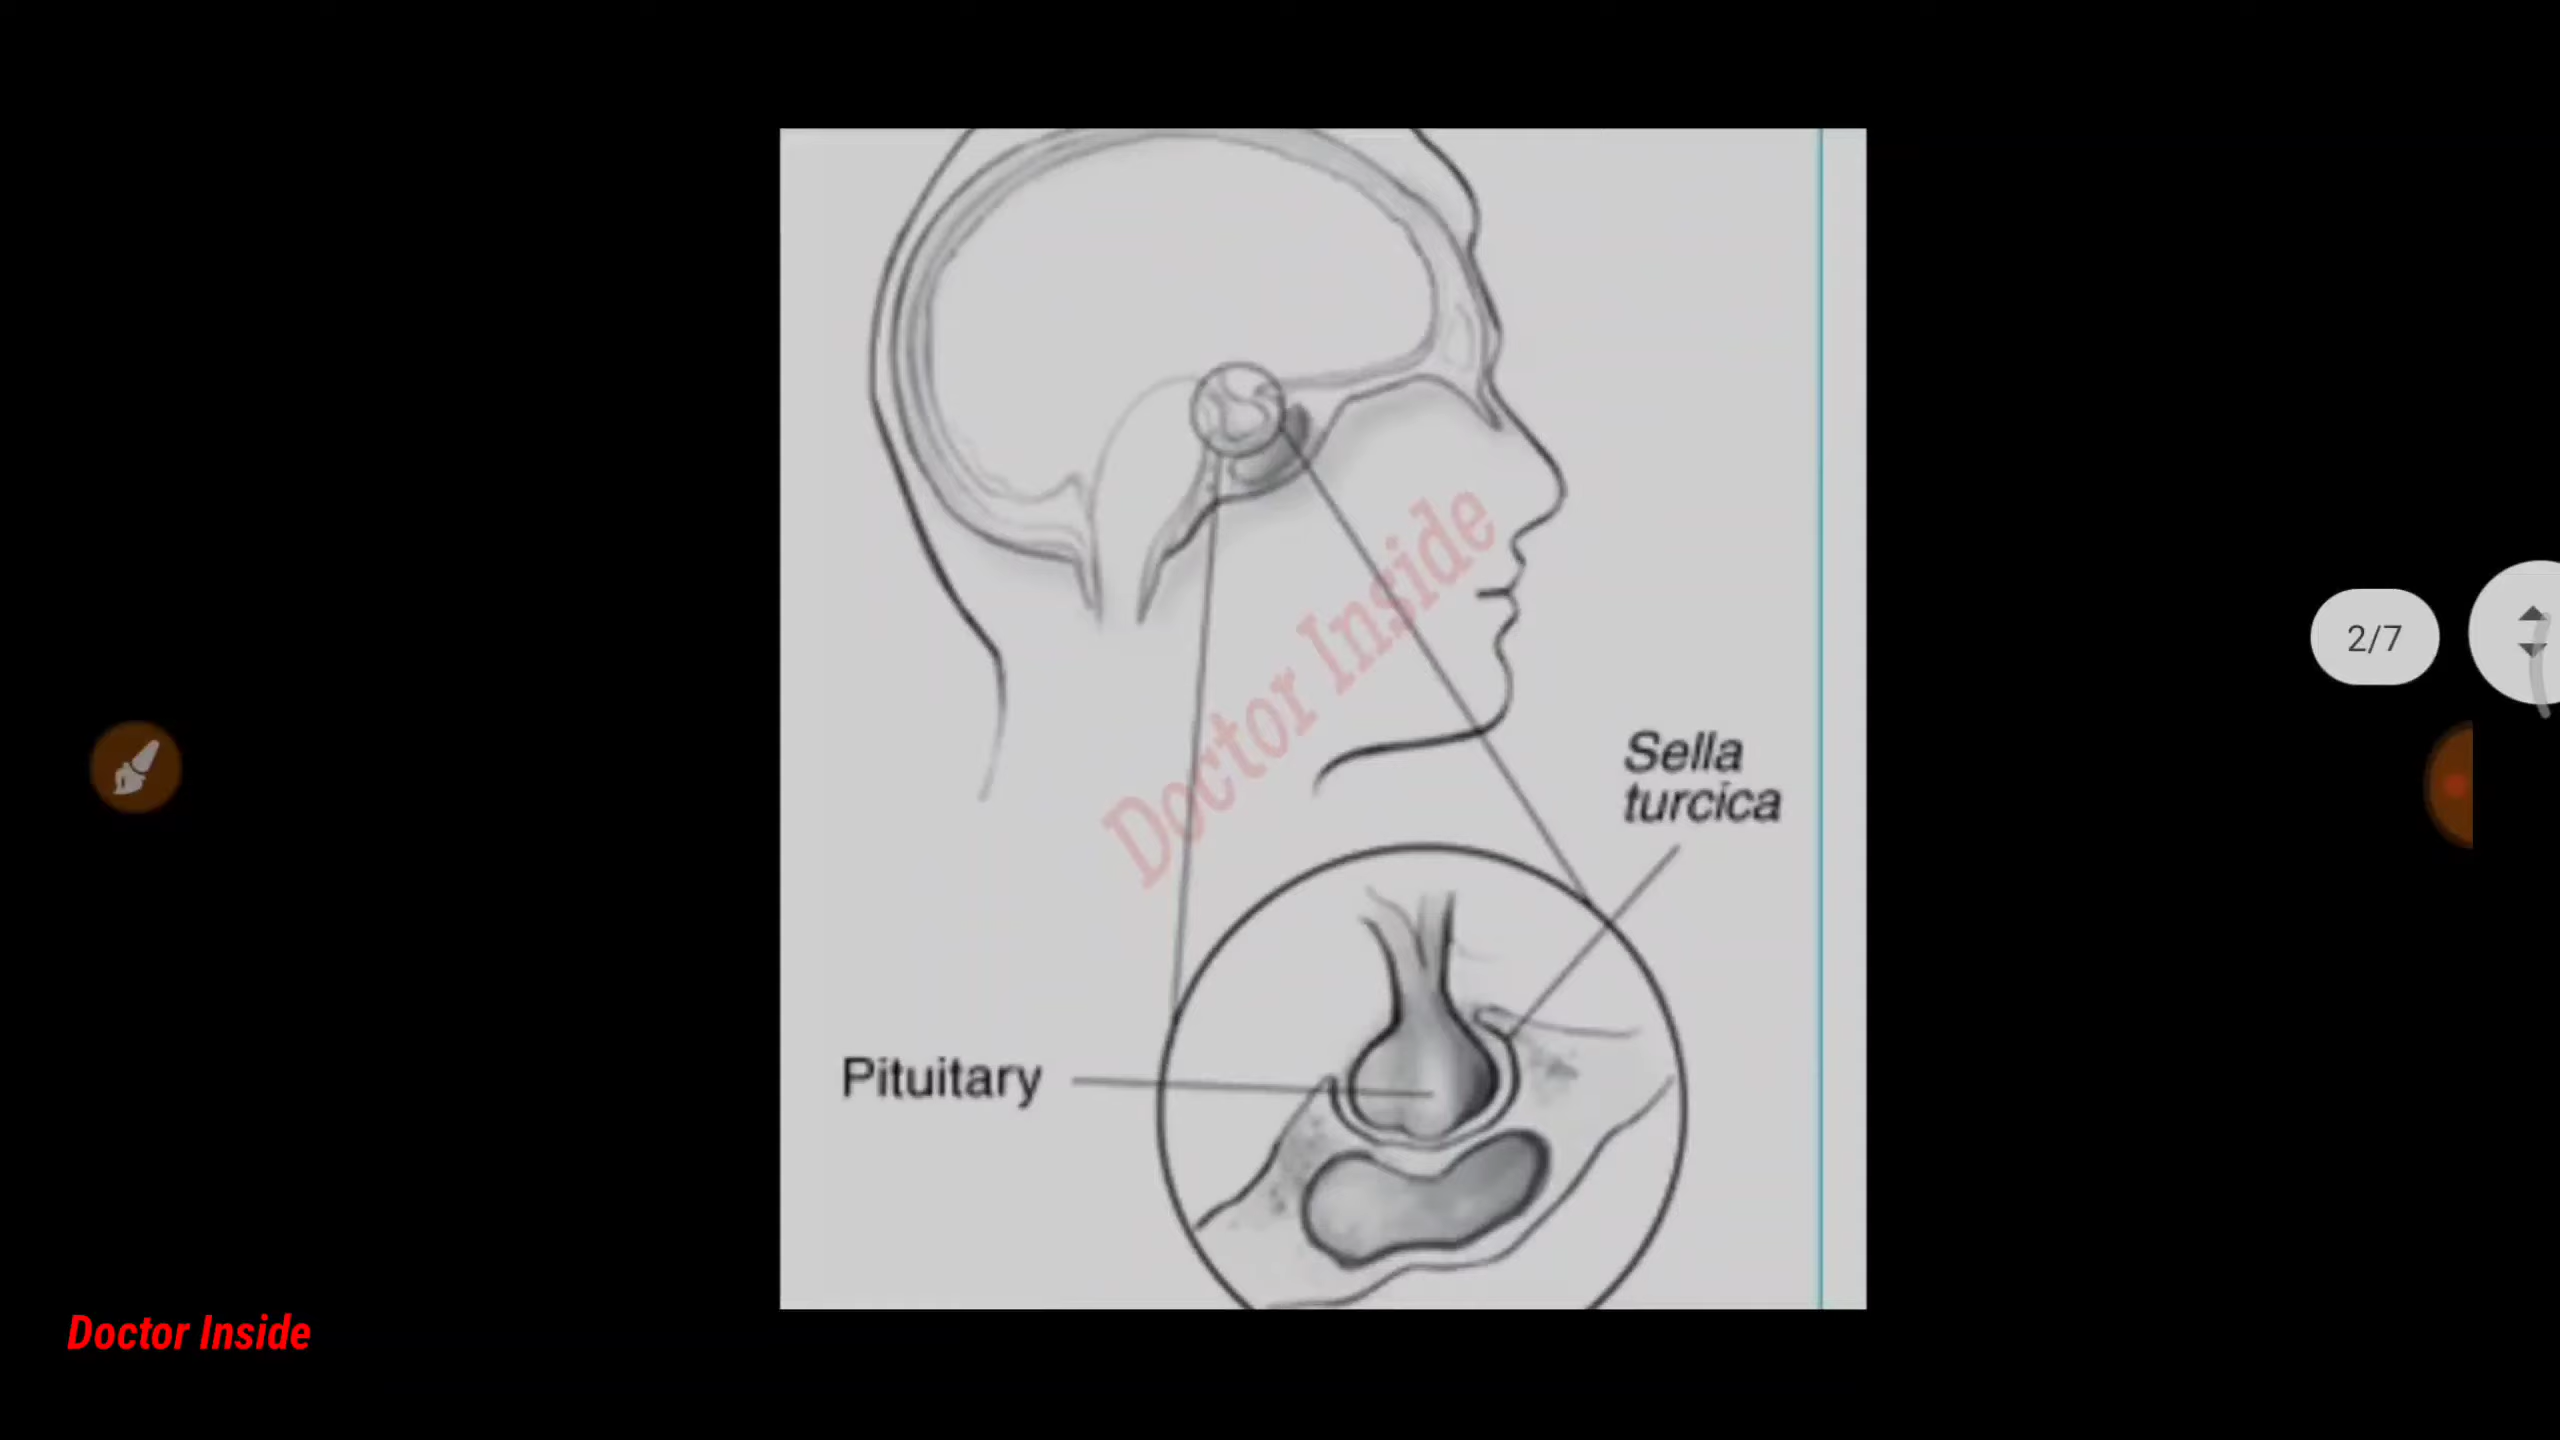 Doctor Inside
2/7
Sella
turcica
Pituitary
Doctor Inside